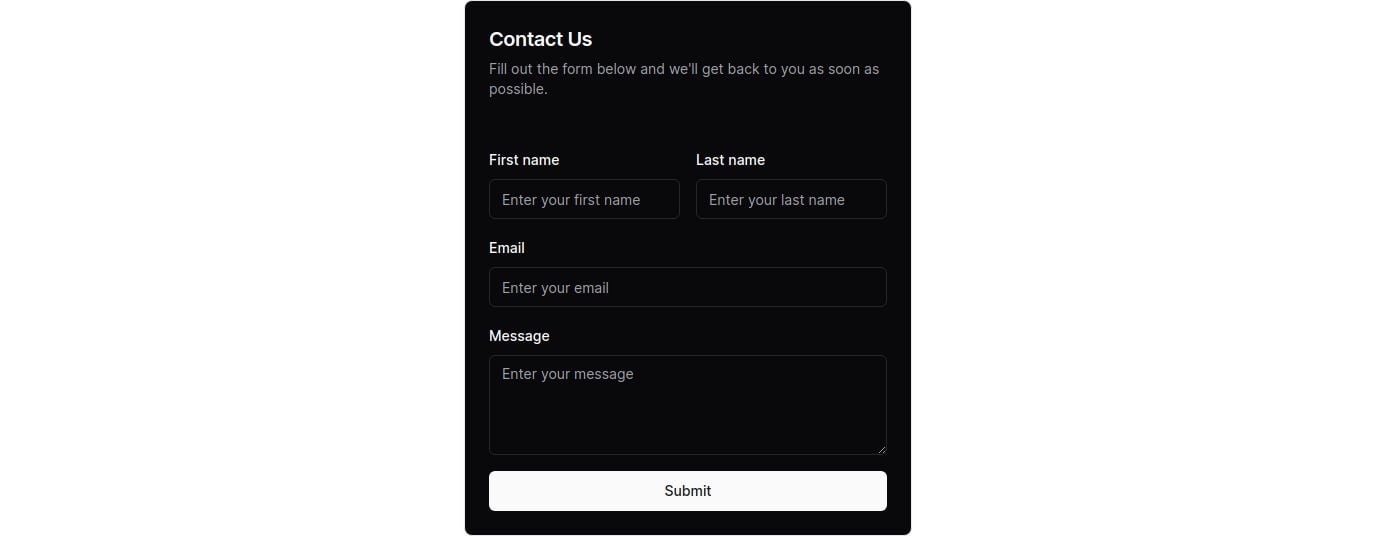 Contact Us
Fill out the form below and we'll get back to you as soon as
possible.
First name
Last name
Enter your first name
Enter your last name
Email
Enter your email
Message
Enter your message
Submit